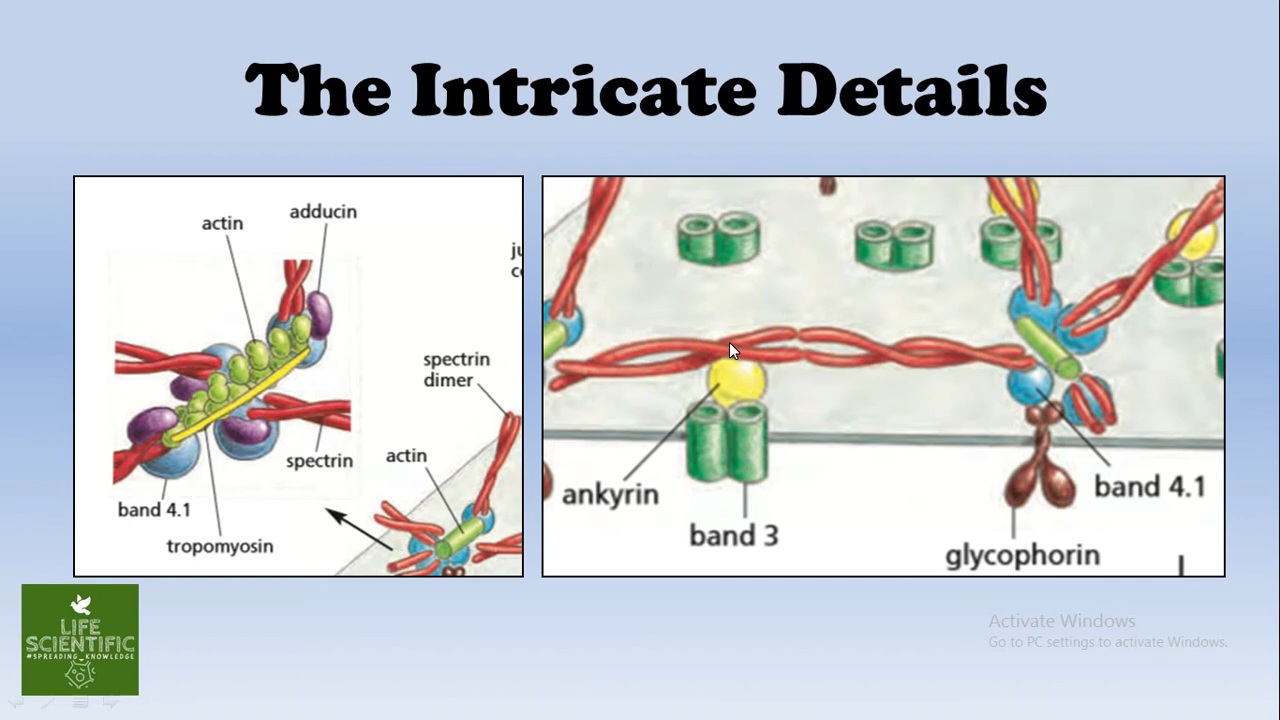 The Intricate Details
actin
adducin
spectrin
dimer
actin
spectrin
band 4.1
tropomyosin
ankyrin
band 3
band 4.1
glycophorin
LIFE
SCIENTIFIC
#SPREADING_KNOWLEDGE
Activate Windows
Go to PC settings to activate Windows.